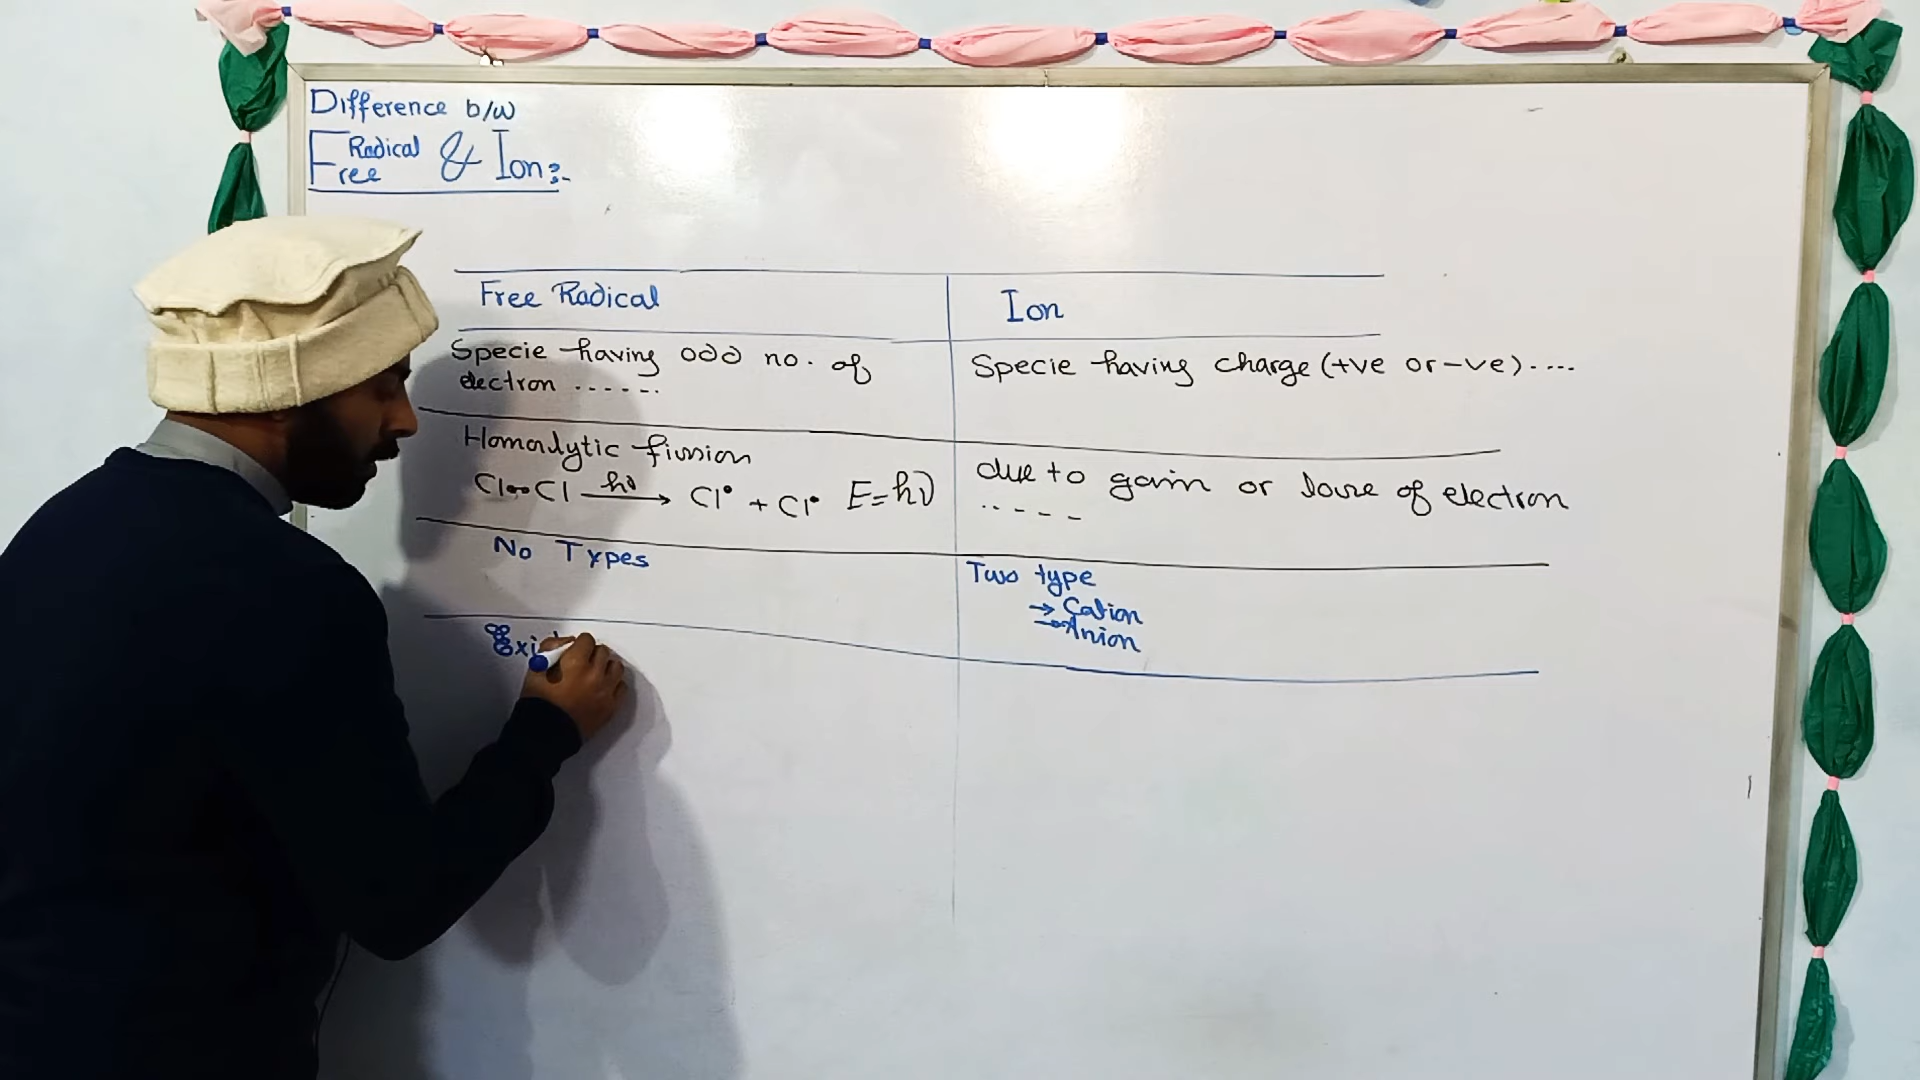 Difference b/w
Free Radical & Ion:-
Free Radical
Ion
Specie having odd no. of
electron ......
Specie having charge (+ve or -ve)....
Homolytic fission
Cl••Cl hν → Cl• + Cl• E=hν
due to gain or louse of electron
.....
No Types
Two type
→ Cation
→ Anion